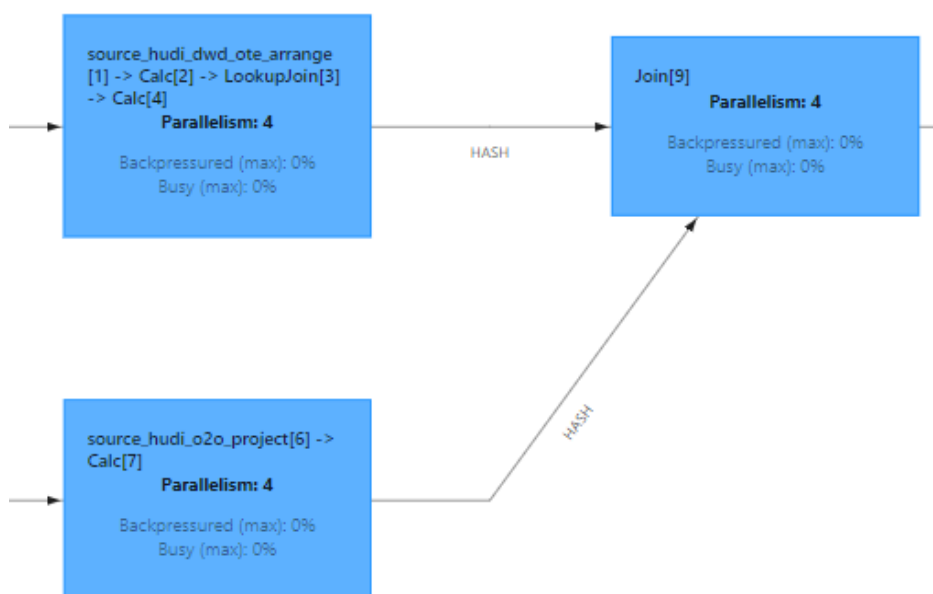 source_hudi_dwd_ote_arrange
[1] -> Calc[2] -> LookupJoin[3]
-> Calc[4]
Parallelism: 4
Backpressured (max): 0%
Busy (max): 0%
HASH
Join[9]
Parallelism: 4
Backpressured (max): 0%
Busy (max): 0%
source_hudi_o2o_project[6] ->
Calc[7]
Parallelism: 4
Backpressured (max): 0%
Busy (max): 0%
HASH